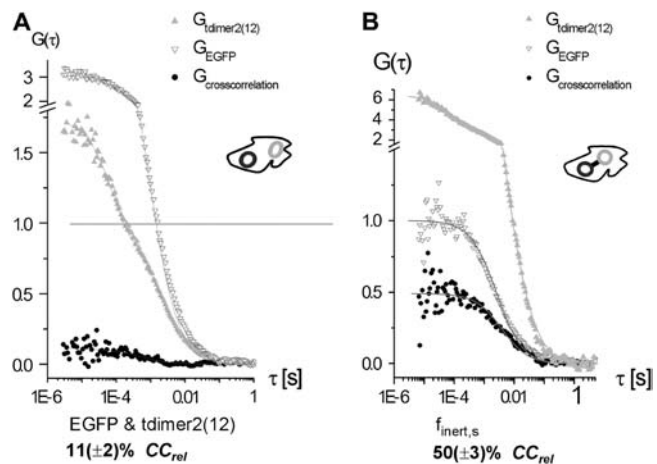 A
G(τ)
G_tdimer2(12)
G_EGFP
G_crosscorrelation
3
2
1.5
1.0
0.5
0.0
1E-6 1E-4 0.01 1 τ [s]
EGFP & tdimer2(12)
11(±2)% CC_rel
B
G(τ)
G_tdimer2(12)
G_EGFP
G_crosscorrelation
6
4
2
1.0
0.5
0.0
1E-6 1E-4 0.01 1 τ [s]
f_inert,s
50(±3)% CC_rel